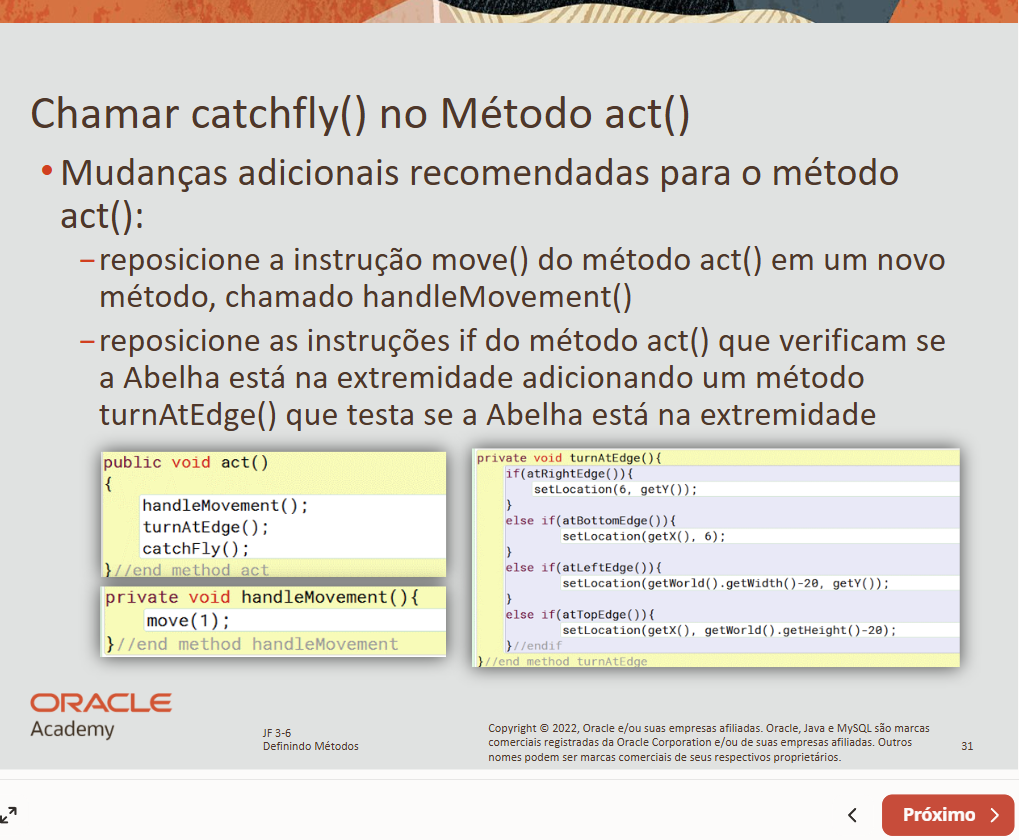 Chamar catchfly() no Método act()
• Mudanças adicionais recomendadas para o método
act():
– reposicione a instrução move() do método act() em um novo
método, chamado handleMovement()
– reposicione as instruções if do método act() que verificam se
a Abelha está na extremidade adicionando um método
turnAtEdge() que testa se a Abelha está na extremidade
public void act()
{
handleMovement();
turnAtEdge();
catchFly();
}//end method act
private void handleMovement(){
move(1);
}//end method handleMovement
private void turnAtEdge(){
if(atRightEdge()){
setLocation(6, getY());
}
else if(atBottomEdge()){
setLocation(getX(), 6);
}
else if(atLeftEdge()){
setLocation(getWorld().getWidth()-20, getY());
}
else if(atTopEdge()){
setLocation(getX(), getWorld().getHeight()-20);
}//endif
}//end method turnAtEdge
ORACLE
Academy
JF 3-6
Definindo Métodos
Copyright © 2022, Oracle e/ou suas empresas afiliadas. Oracle, Java e MySQL são marcas
comerciais registradas da Oracle Corporation e/ou de suas empresas afiliadas. Outros
nomes podem ser marcas comerciais de seus respectivos proprietários.
31
Próximo